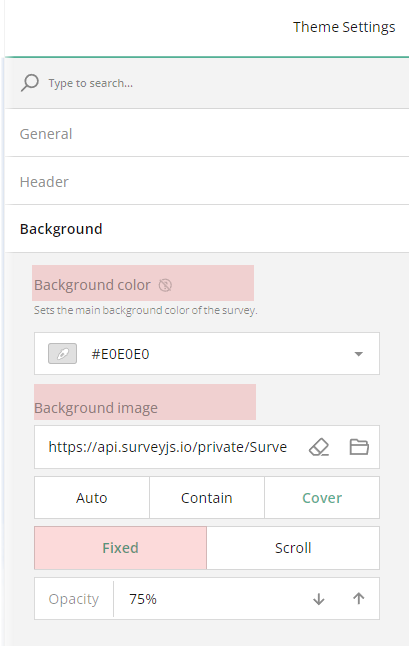 Theme Settings
Type to search...
General
Header
Background
Background color
Sets the main background color of the survey.
#E0E0E0
Background image
https://api.surveyjs.io/private/Surve
Auto Contain Cover
Fixed Scroll
Opacity 75%